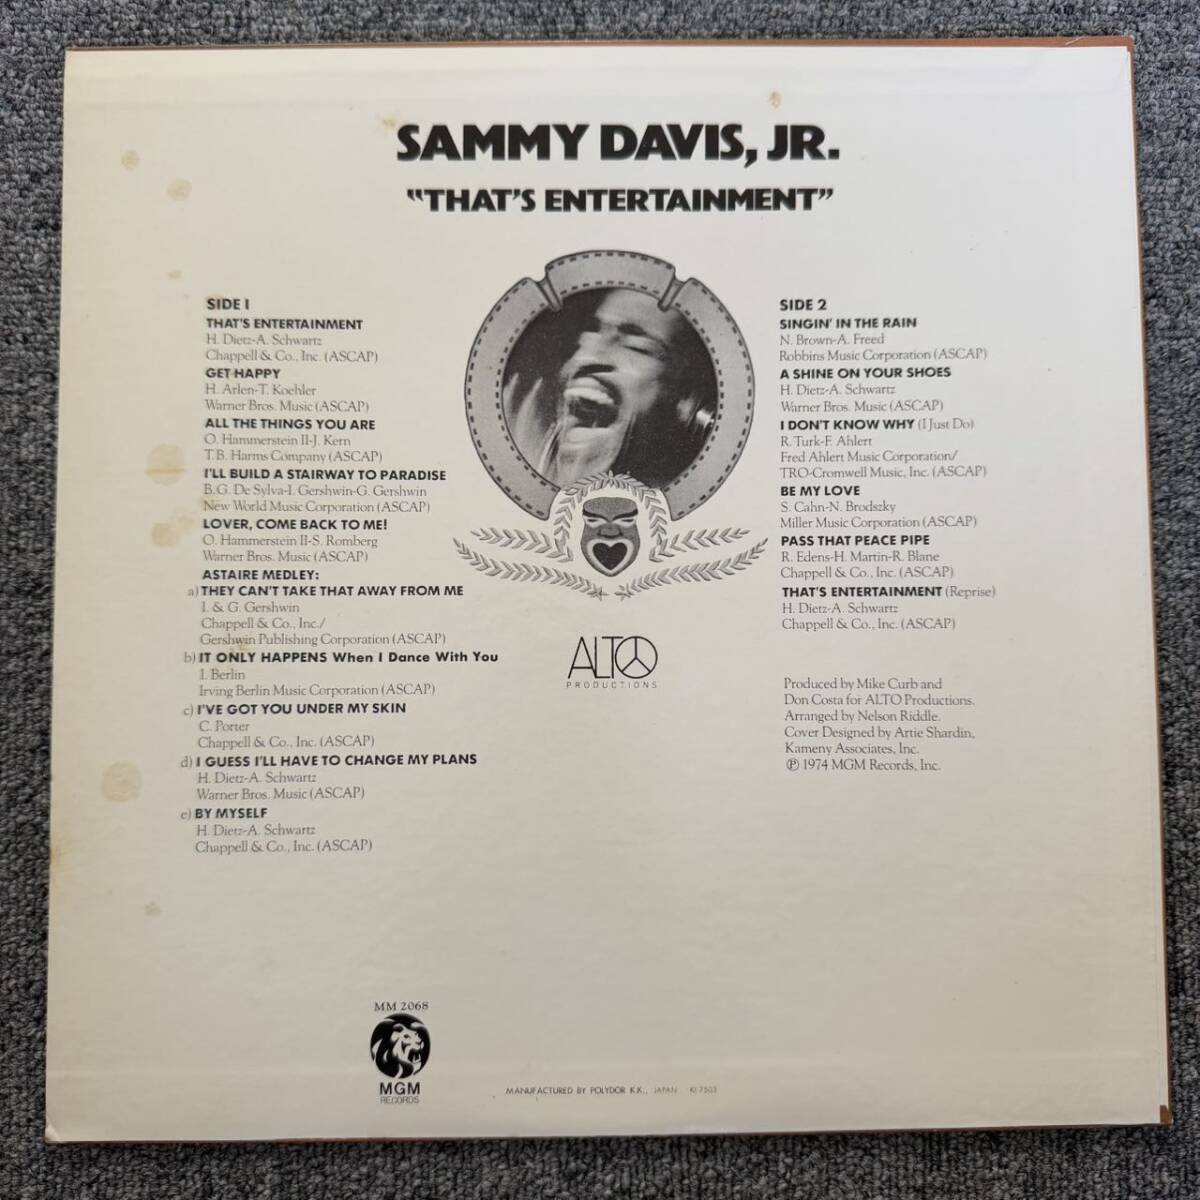 SAMMY DAVIS, JR.
"THAT'S ENTERTAINMENT"
SIDE 1
THAT'S ENTERTAINMENT
H. Dietz-A. Schwartz
Chappell & Co., Inc. (ASCAP)
GET HAPPY
H. Arlen-T. Koehler
Warner Bros. Music (ASCAP)
ALL THE THINGS YOU ARE
O. Hammerstein II-J. Kern
T.B. Harms Company (ASCAP)
I'LL BUILD A STAIRWAY TO PARADISE
B.G. De Sylva-I. Gershwin-G. Gershwin
New World Music Corporation (ASCAP)
LOVER, COME BACK TO ME!
O. Hammerstein II-S. Romberg
Warner Bros. Music (ASCAP)
ASTAIRE MEDLEY:
a) THEY CAN'T TAKE THAT AWAY FROM ME
I. & G. Gershwin
Chappell & Co., Inc./
Gershwin Publishing Corporation (ASCAP)
b) IT ONLY HAPPENS When I Dance With You
I. Berlin
Irving Berlin Music Corporation (ASCAP)
c) I'VE GOT YOU UNDER MY SKIN
C. Porter
Chappell & Co., Inc. (ASCAP)
d) I GUESS I'LL HAVE TO CHANGE MY PLANS
H. Dietz-A. Schwartz
Warner Bros. Music (ASCAP)
e) BY MYSELF
H. Dietz-A. Schwartz
Chappell & Co., Inc. (ASCAP)
SIDE 2
SINGIN' IN THE RAIN
N. Brown-A. Freed
Robbins Music Corporation (ASCAP)
A SHINE ON YOUR SHOES
H. Dietz-A. Schwartz
Warner Bros. Music (ASCAP)
I DON'T KNOW WHY (I Just Do)
R. Turk-F. Ahlert
Fred Ahlert Music Corporation/
TRO-Cromwell Music, Inc. (ASCAP)
BE MY LOVE
S. Cahn-N. Brodszky
Miller Music Corporation (ASCAP)
PASS THAT PEACE PIPE
R. Edens-H. Martin-R. Blane
Chappell & Co., Inc. (ASCAP)
THAT'S ENTERTAINMENT (Reprise)
H. Dietz-A. Schwartz
Chappell & Co., Inc. (ASCAP)
ALTO
PRODUCTIONS
Produced by Mike Curb and
Don Costa for ALTO Productions.
Arranged by Nelson Riddle.
Cover Designed by Artie Shardin,
Kameny Associates, Inc.
℗ 1974 MGM Records, Inc.
MM 2068
MGM
RECORDS
MANUFACTURED BY POLYDOR K.K., JAPAN KI 7503